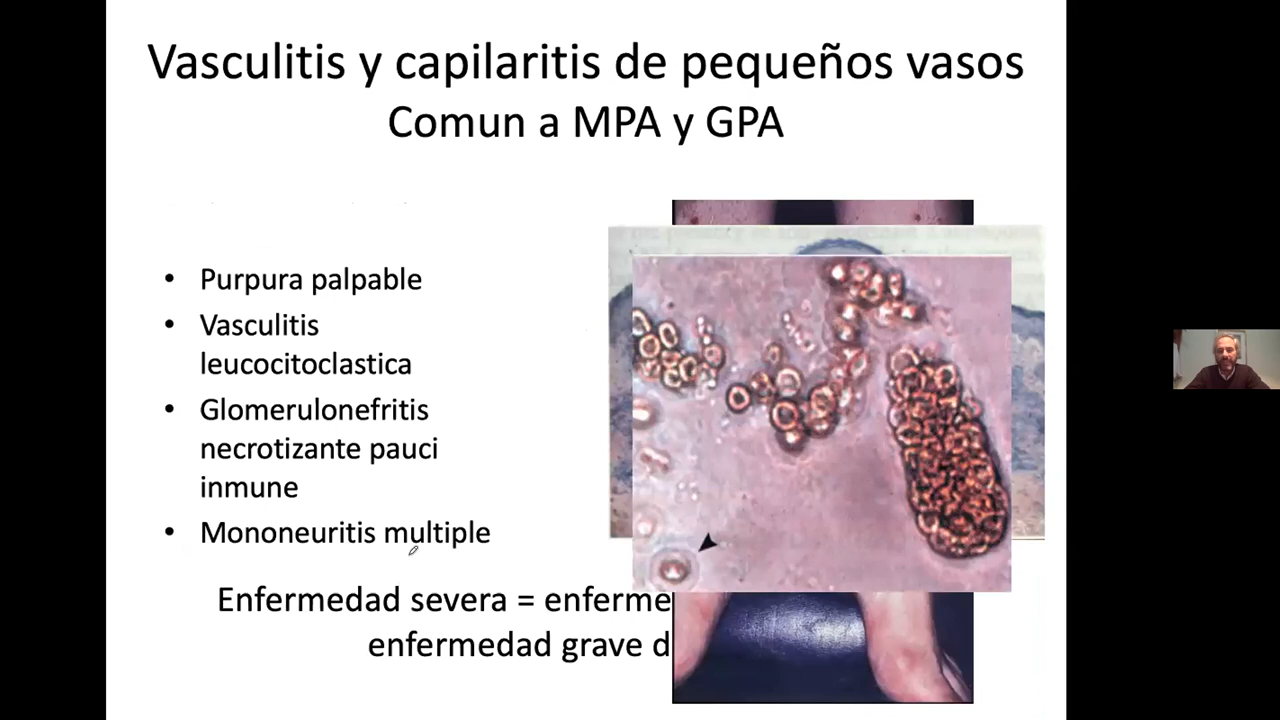 Vasculitis y capilaritis de pequeños vasos
Comun a MPA y GPA
• Purpura palpable
• Vasculitis
leucocitoclastica
• Glomerulonefritis
necrotizante pauci
inmune
• Mononeuritis multiple
Enfermedad severa = enferme
enfermedad grave d